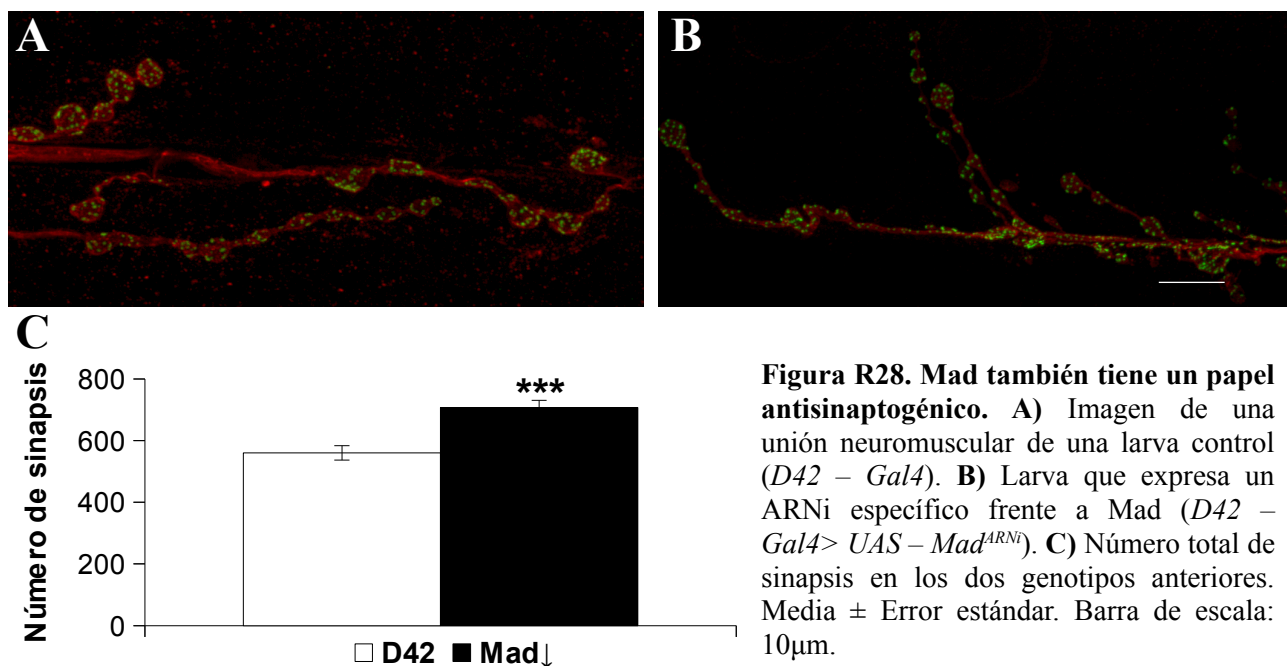 A
B
C
Número de sinapsis
800
600
400
200
0
***
□ D42 ■ Mad↓
Figura R28. Mad también tiene un papel
antisinaptogénico. A) Imagen de una
unión neuromuscular de una larva control
(D42 – Gal4). B) Larva que expresa un
ARNi específico frente a Mad (D42 –
Gal4> UAS – Mad^ARNi). C) Número total de
sinapsis en los dos genotipos anteriores.
Media ± Error estándar. Barra de escala:
10μm.